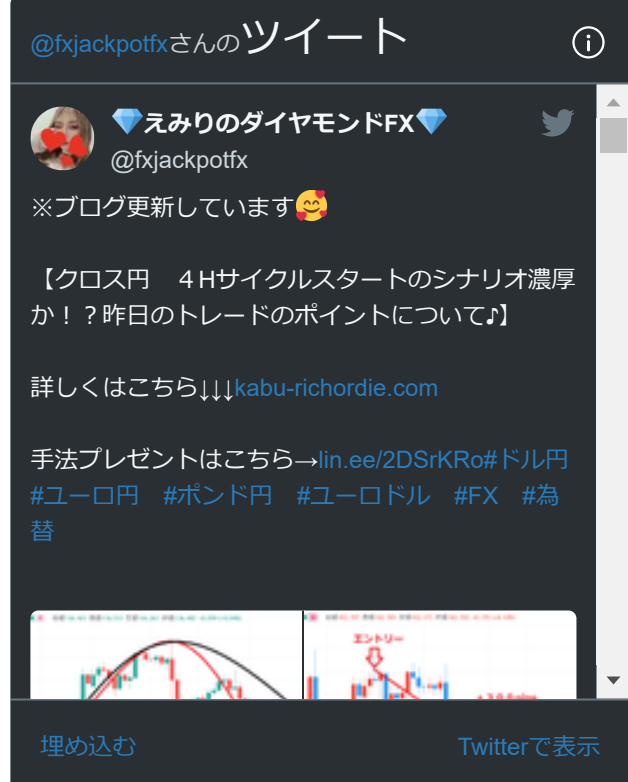 @fxjackpotfxさんのツイート
💎えみりのダイヤモンドFX💎
@fxjackpotfx
※ブログ更新しています🥰
【クロス円　４Hサイクルスタートのシナリオ濃厚
か！？昨日のトレードのポイントについて♪】
詳しくはこちら↓↓↓kabu-richordie.com
手法プレゼントはこちら→lin.ee/2DSrKRo#ドル円
#ユーロ円　#ポンド円　#ユーロドル　#FX　#為
替
エントリー
埋め込む
Twitterで表示